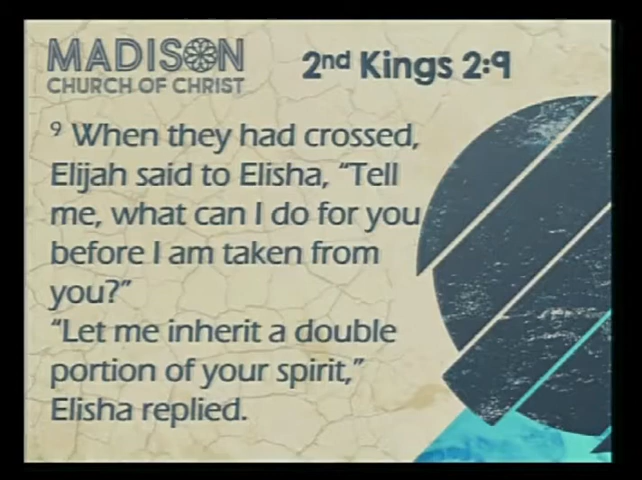 MADISON
CHURCH OF CHRIST
2nd Kings 2:9
9 When they had crossed,
Elijah said to Elisha, “Tell
me, what can I do for you
before I am taken from
you?”
“Let me inherit a double
portion of your spirit,”
Elisha replied.